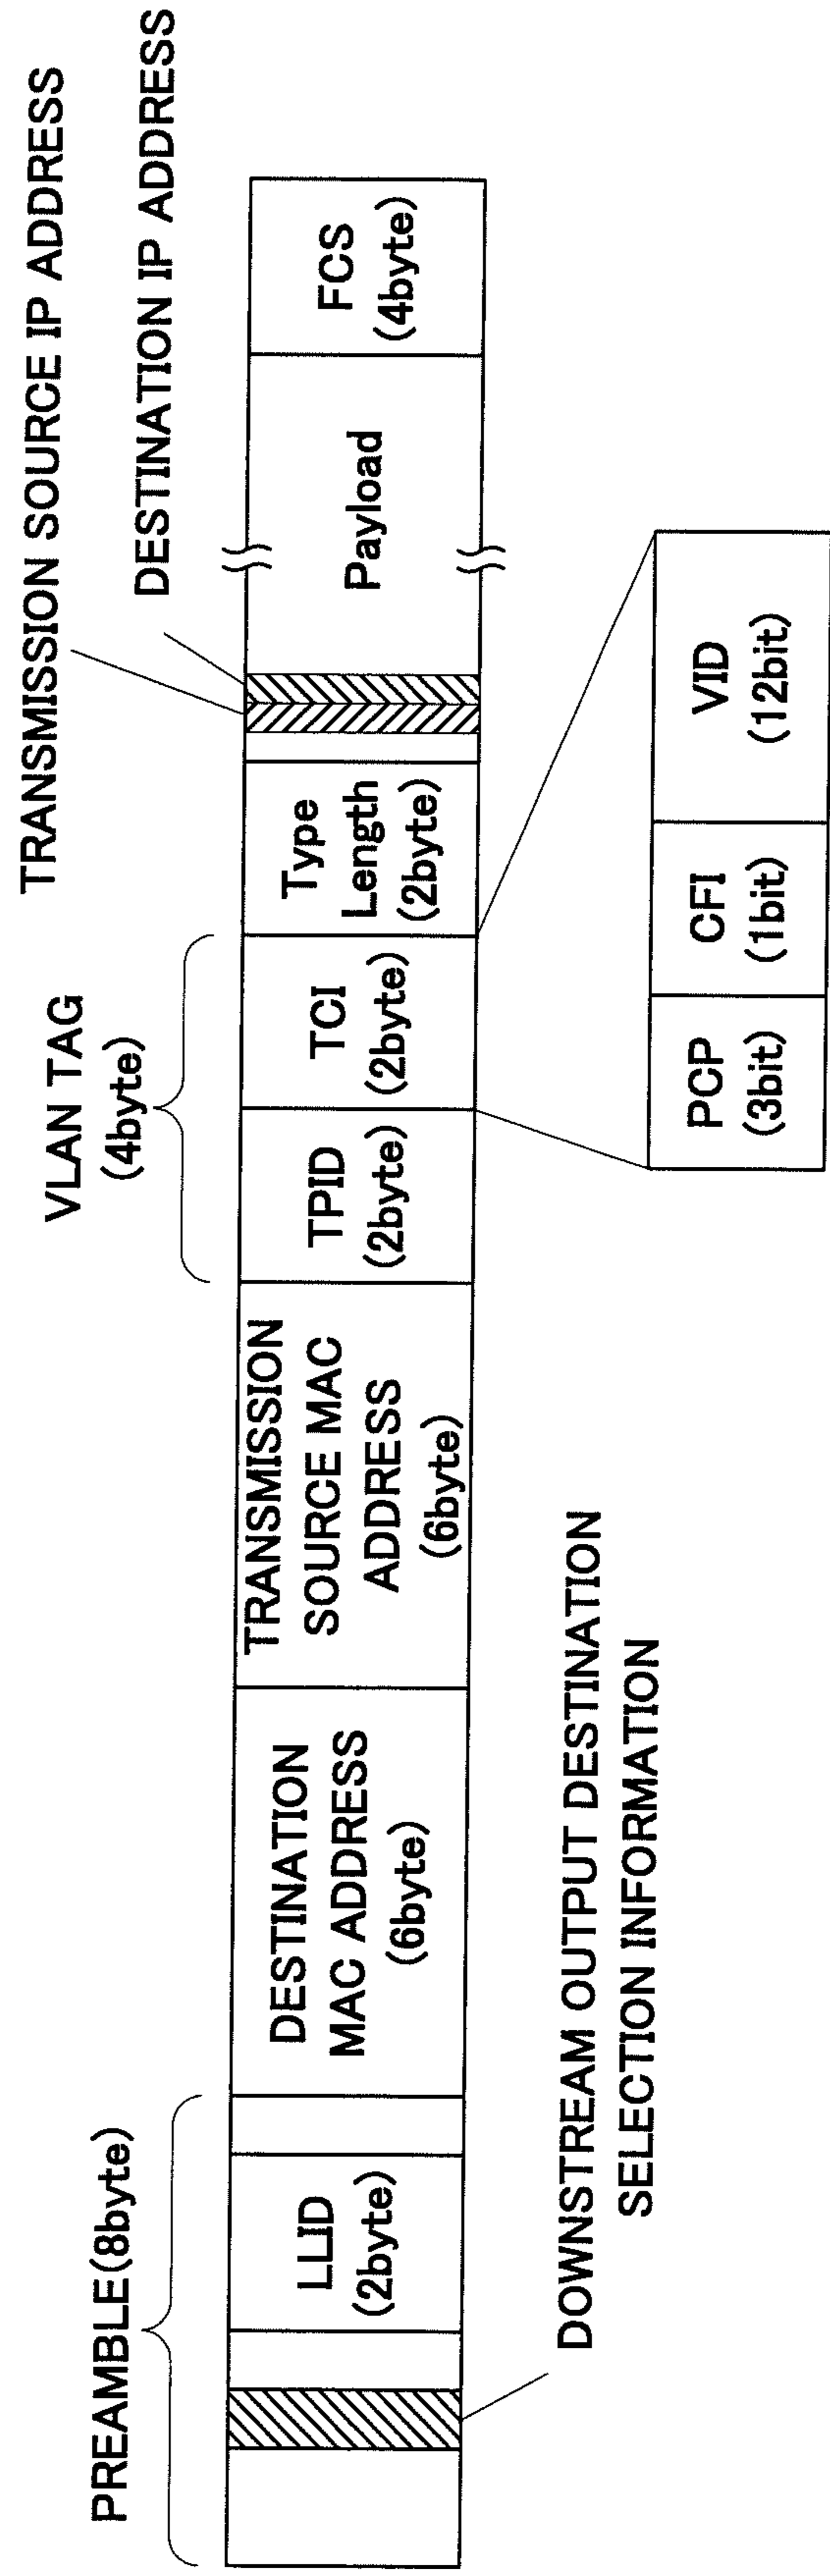 TRANSMISSION SOURCE IP ADDRESS
DESTINATION IP ADDRESS
VLAN TAG
(4byte)
PREAMBLE(8byte)
LLID
(2byte)
DESTINATION
MAC ADDRESS
(6byte)
TRANSMISSION
SOURCE MAC
ADDRESS
(6byte)
TPID
(2byte)
TCI
(2byte)
Type
Length
(2byte)
Payload
FCS
(4byte)
DOWNSTREAM OUTPUT DESTINATION
SELECTION INFORMATION
PCP
(3bit)
CFI
(1bit)
VID
(12bit)